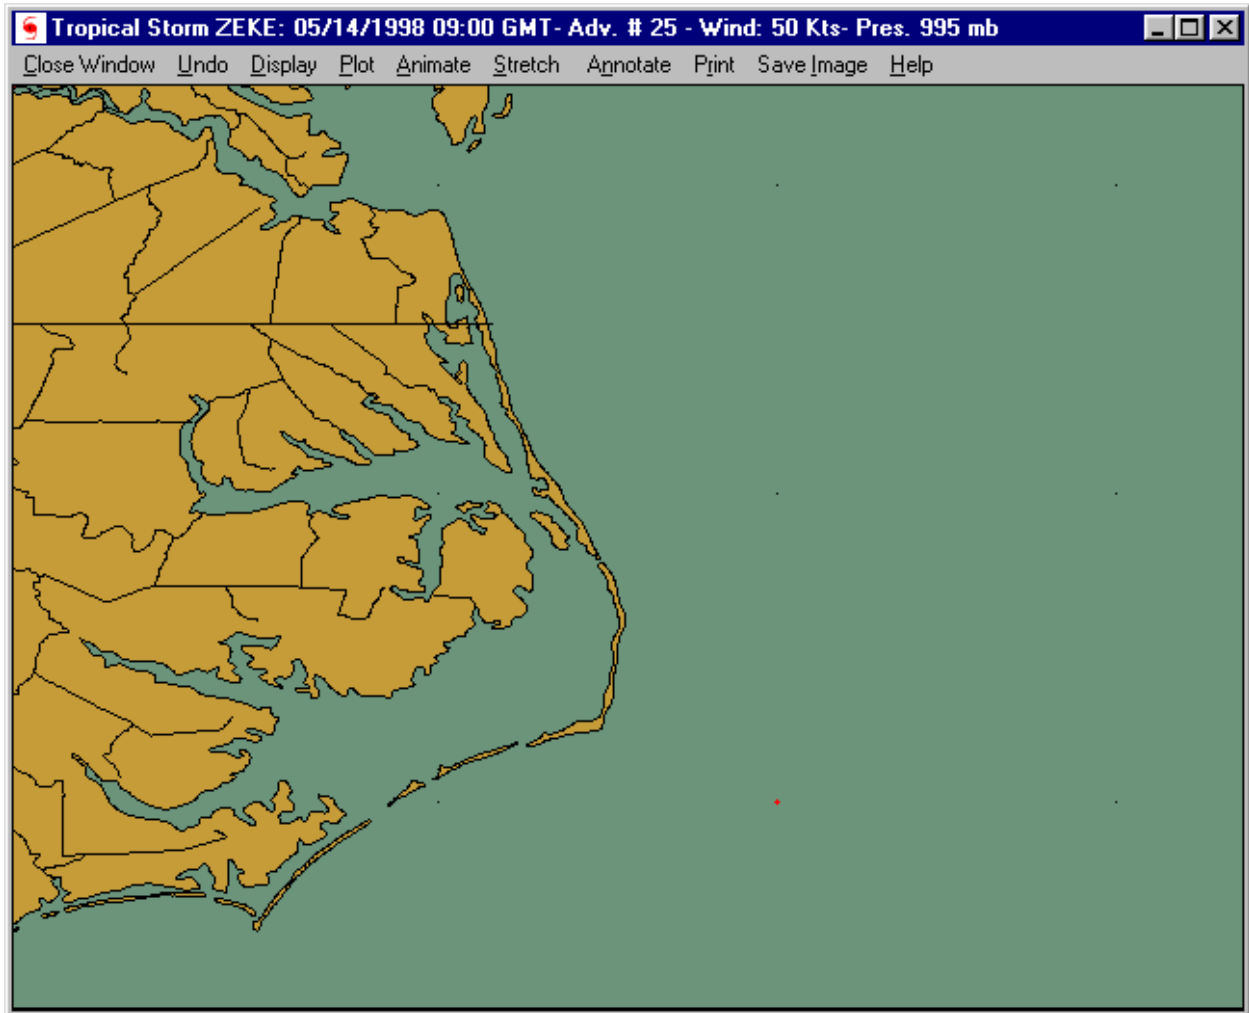 Tropical Storm ZEKE: 05/14/1998 09:00 GMT- Adv. # 25 - Wind: 50 Kts- Pres. 995 mb
Close Window Undo Display Plot Animate Stretch Annotate Print Save Image Help